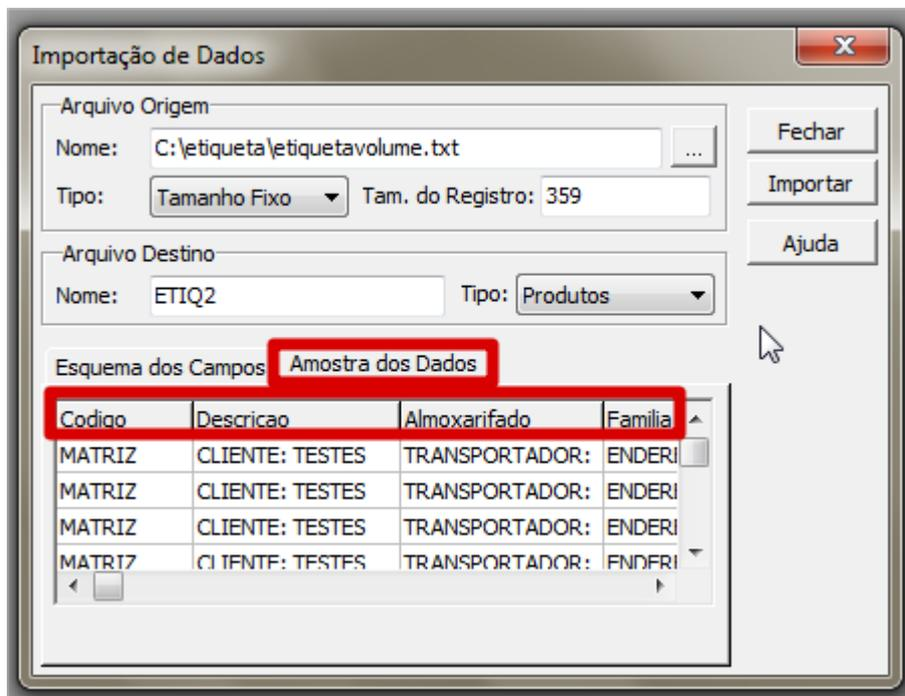 Importação de Dados
Arquivo Origem
Nome: C:\etiqueta\etiquetavolume.txt ...
Tipo: Tamanho Fixo Tam. do Registro: 359
Fechar
Importar
Ajuda
Arquivo Destino
Nome: ETIQ2 Tipo: Produtos
Esquema dos Campos Amostra dos Dados
Codigo Descricao Almoxarifado Familia
MATRIZ CLIENTE: TESTES TRANSPORTADOR:
MATRIZ CLIENTE: TESTES TRANSPORTADOR:
MATRIZ CLIENTE: TESTES TRANSPORTADOR:
MATRIZ CLIENTE: TESTES TRANSPORTADOR: